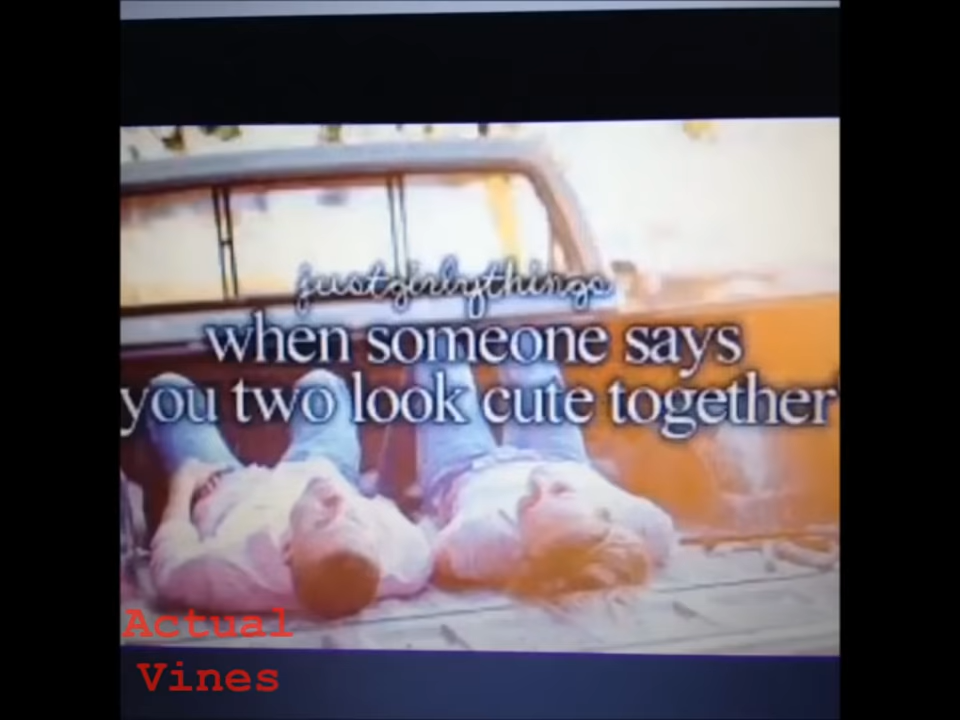 justgirlythings
when someone says
you two look cute together
Actual
Vines